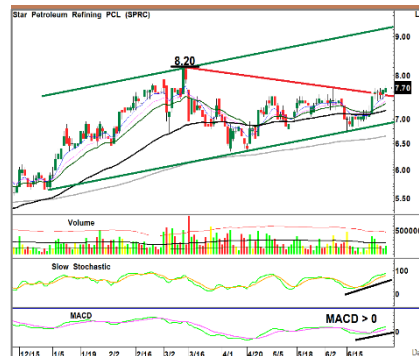 Star Petroleum Refining PCL (SPRC)
9.00
8.20
8.00
7.70
7.00
6.50
6.00
5.5
Volume
500000
Slow Stochastic
100
0
MACD
MACD > 0
0
12/15 1/5 1/19 2/2 2/16 3/2 3/16 4/1 4/20 5/5 5/18 6/2 6/15